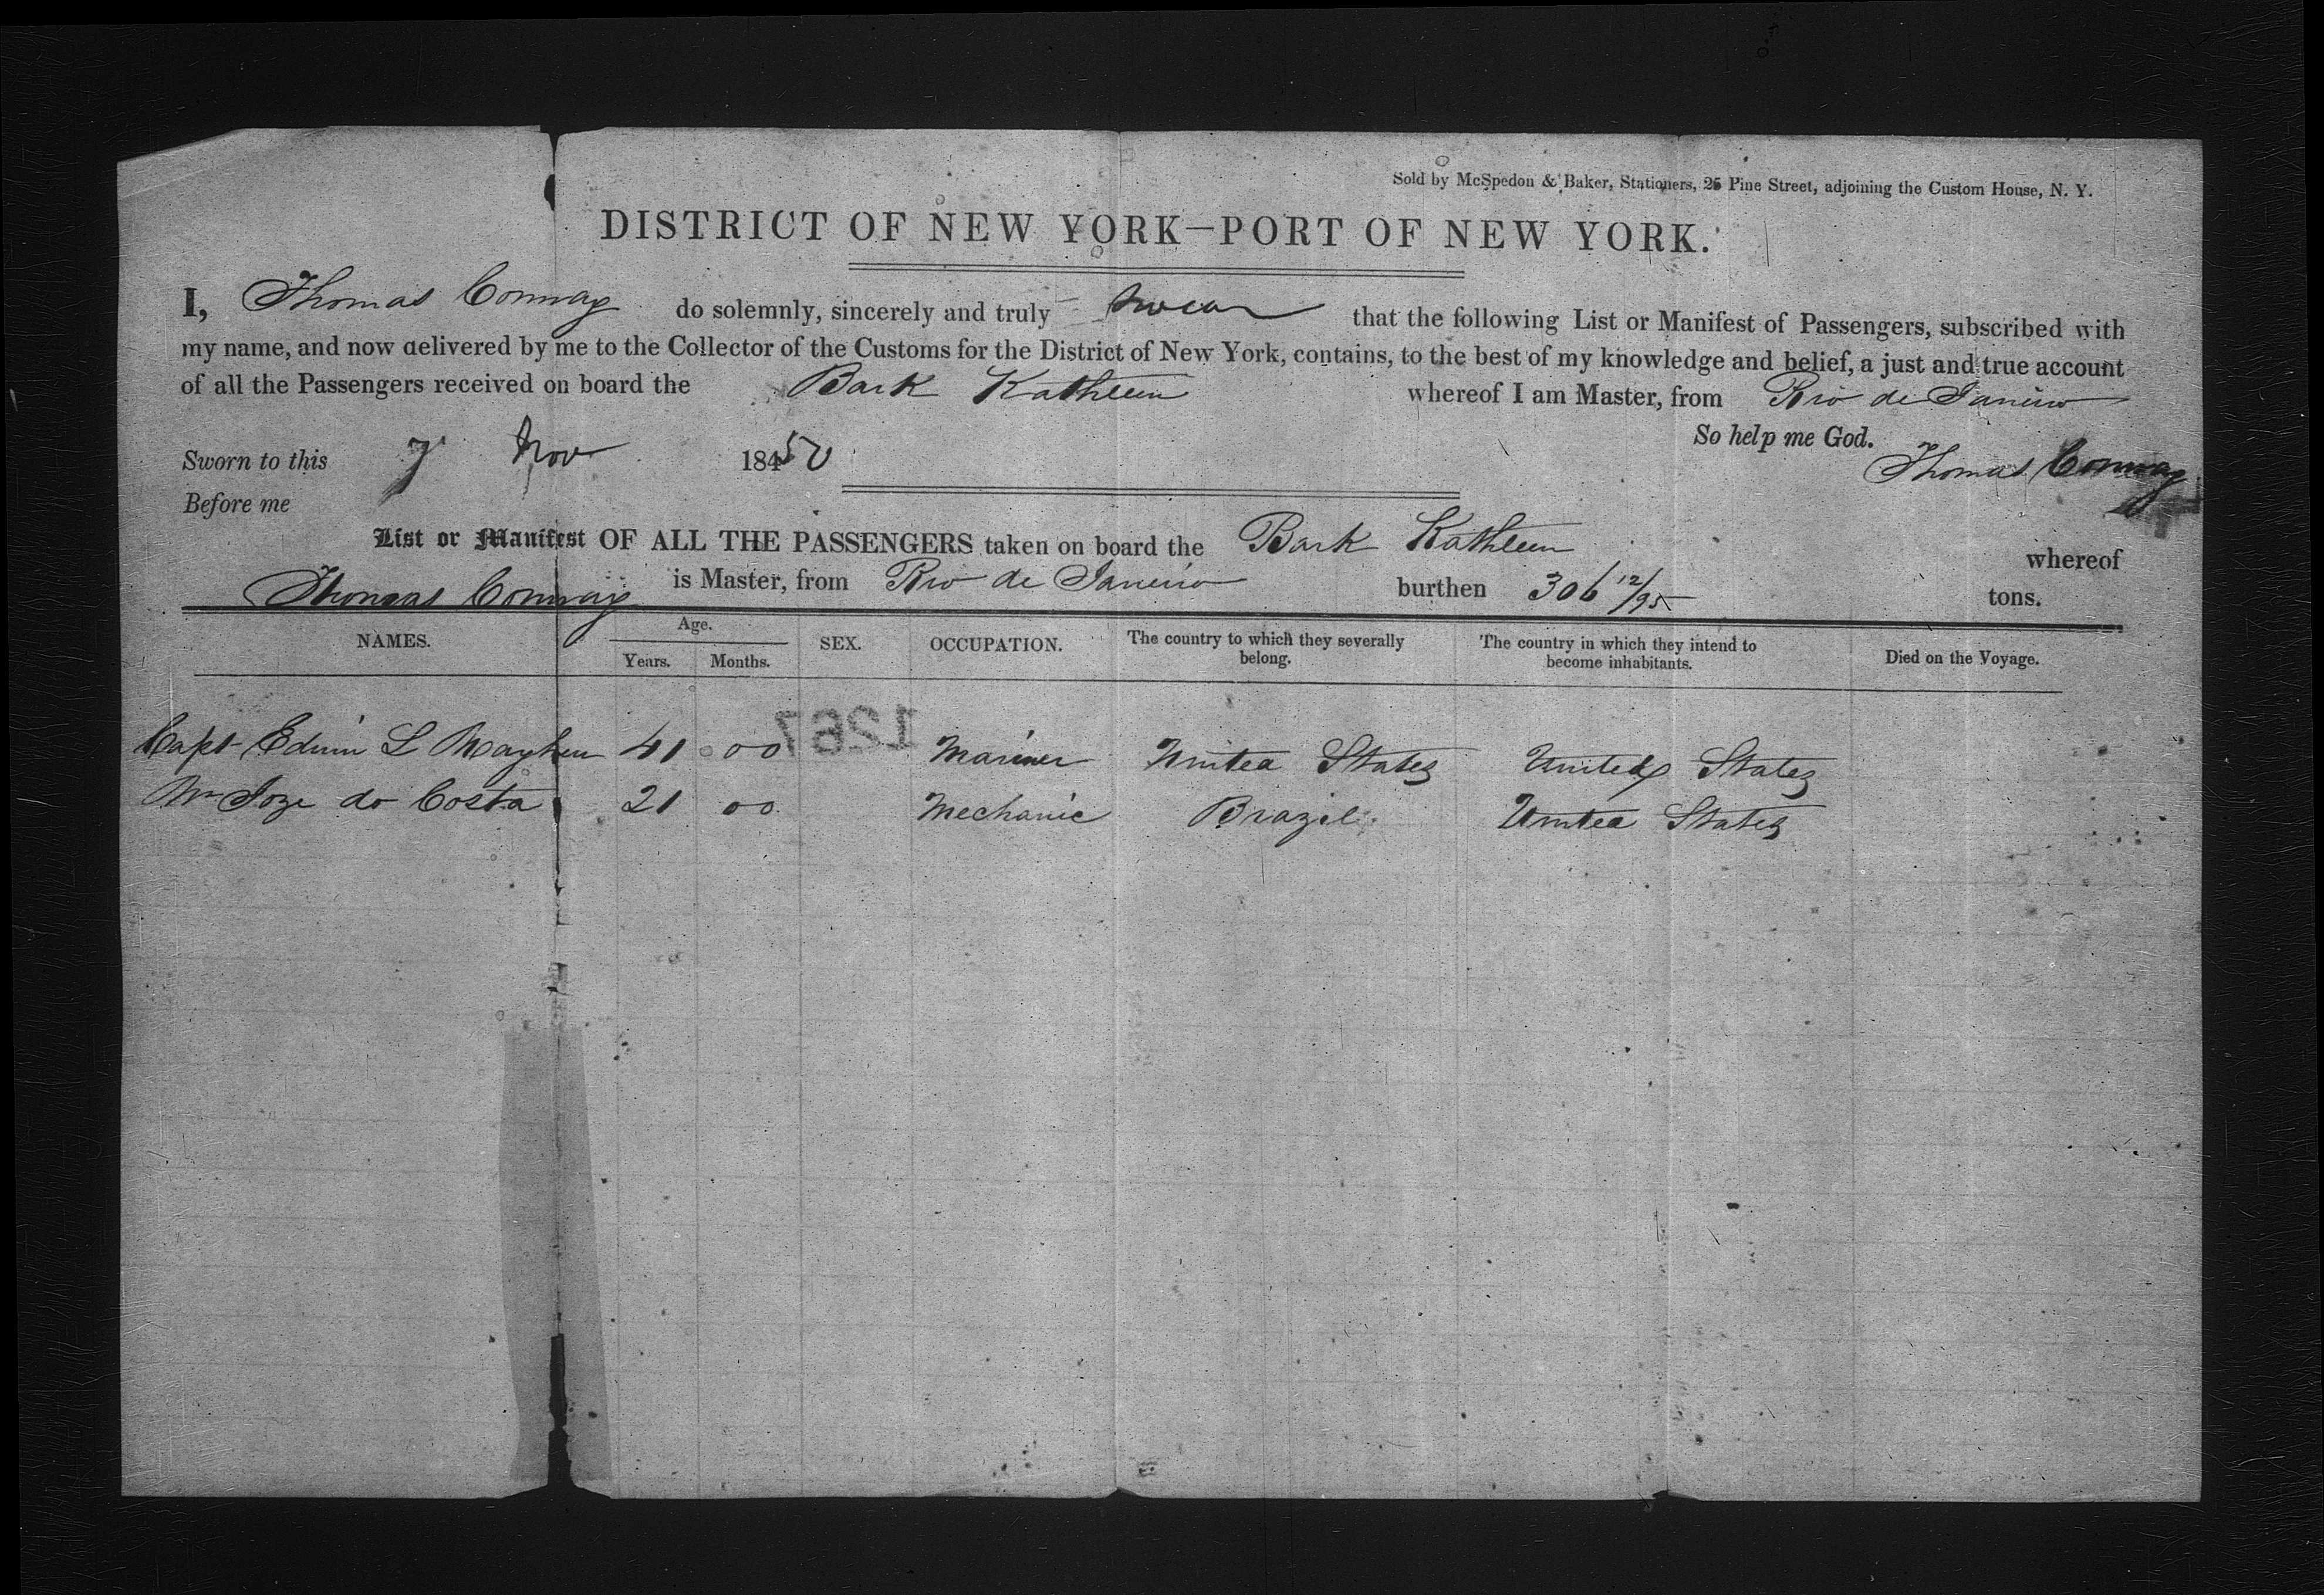 Sold by McSpedon & Baker, Stationers, 25 Pine Street, adjoining the Custom House, N. Y.
DISTRICT OF NEW YORK—PORT OF NEW YORK.
I, Thomas Conway do solemnly, sincerely and truly swear that the following List or Manifest of Passengers, subscribed with
my name, and now delivered by me to the Collector of the Customs for the District of New York, contains, to the best of my knowledge and belief, a just and true account
of all the Passengers received on board the Bark Kathleen whereof I am Master, from Rio de Janeiro
So help me God.
Sworn to this 7 Nov 18450 Thomas Conway
Before me
List or Manifest OF ALL THE PASSENGERS taken on board the Bark Kathleen whereof
Thomas Conway is Master, from Rio de Janeiro burthen 306 12/95 tons.
NAMES. Age. SEX. OCCUPATION. The country to which they severally belong. The country in which they intend to become inhabitants. Died on the Voyage.
Years. Months.
1267
Capt Edwin L Mayhew 41 00 Mariner United States United States
Mr Joze do Costa 21 00 Mechanic Brazil United States